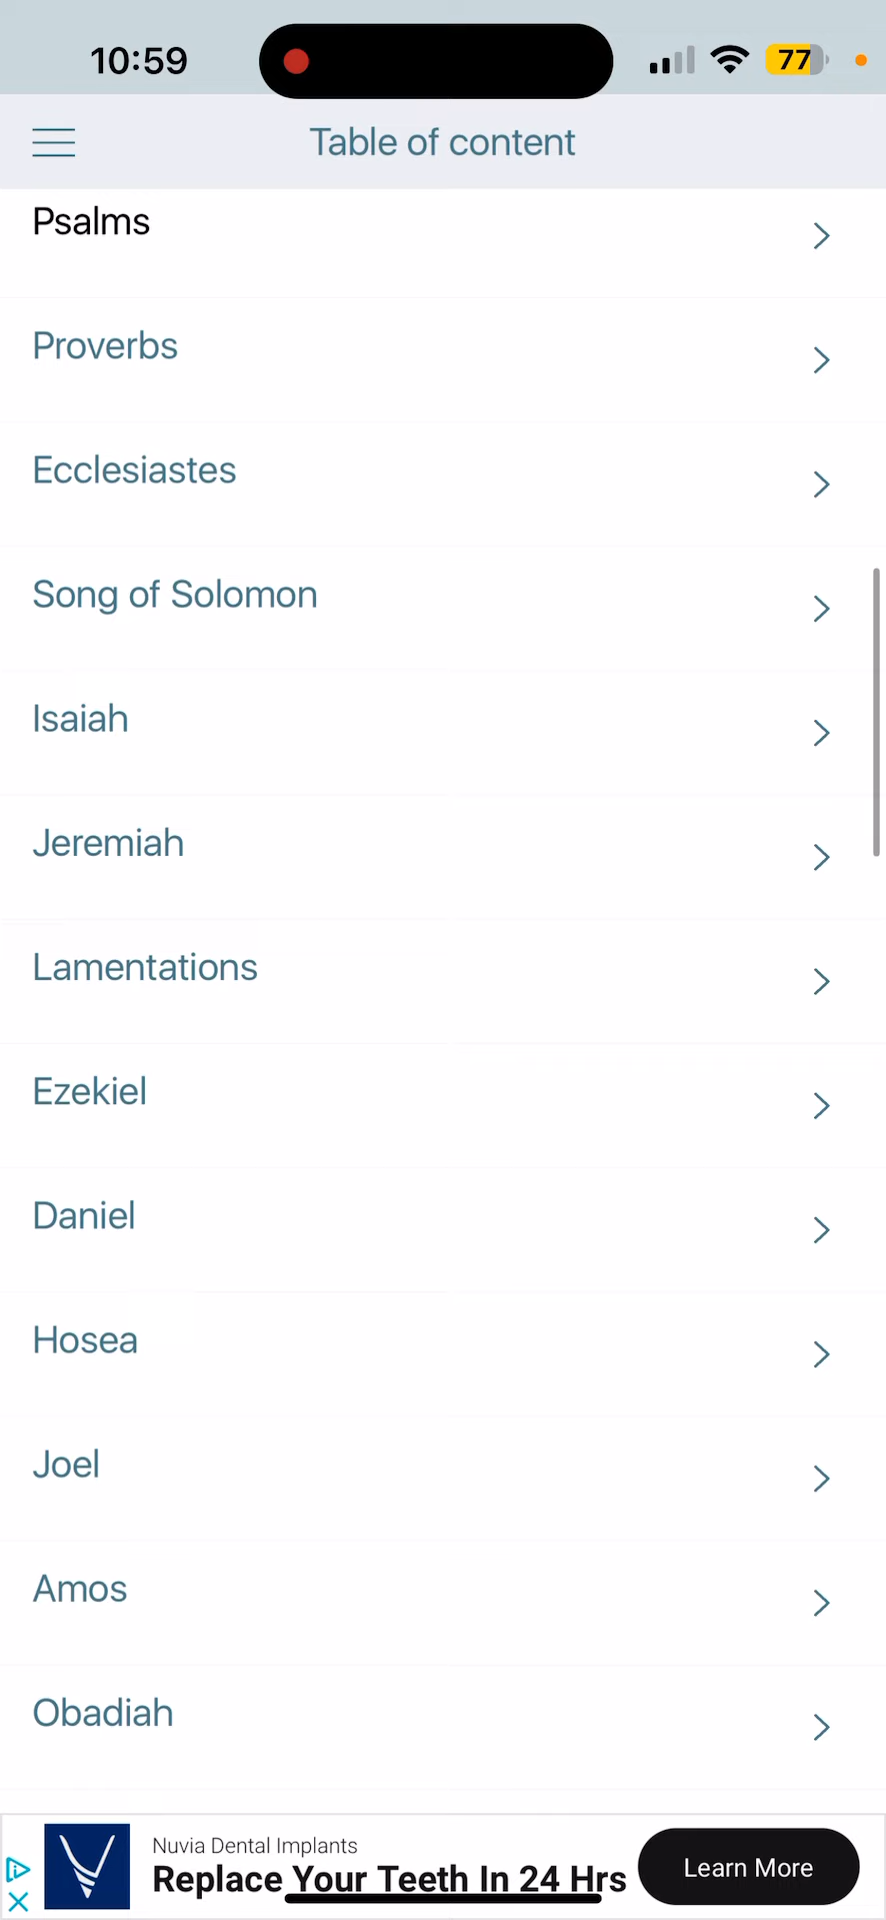 10:59
77
Table of content
Psalms
Proverbs
Ecclesiastes
Song of Solomon
Isaiah
Jeremiah
Lamentations
Ezekiel
Daniel
Hosea
Joel
Amos
Obadiah
Nuvia Dental Implants
Replace Your Teeth In 24 Hrs
Learn More